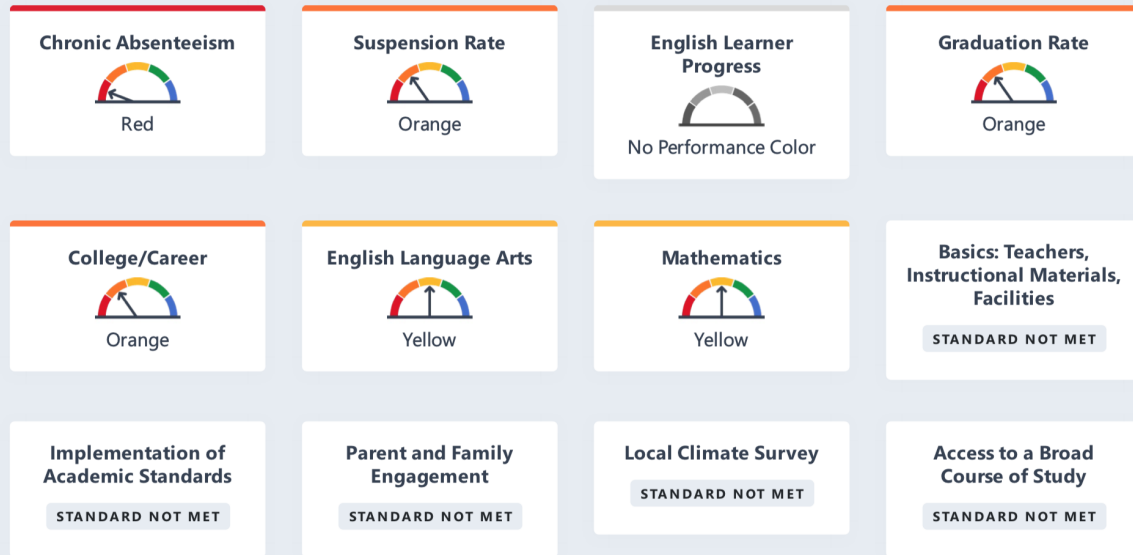 Chronic Absenteeism
Red
Suspension Rate
Orange
English Learner
Progress
No Performance Color
Graduation Rate
Orange
College/Career
Orange
English Language Arts
Yellow
Mathematics
Yellow
Basics: Teachers,
Instructional Materials,
Facilities
STANDARD NOT MET
Implementation of
Academic Standards
STANDARD NOT MET
Parent and Family
Engagement
STANDARD NOT MET
Local Climate Survey
STANDARD NOT MET
Access to a Broad
Course of Study
STANDARD NOT MET